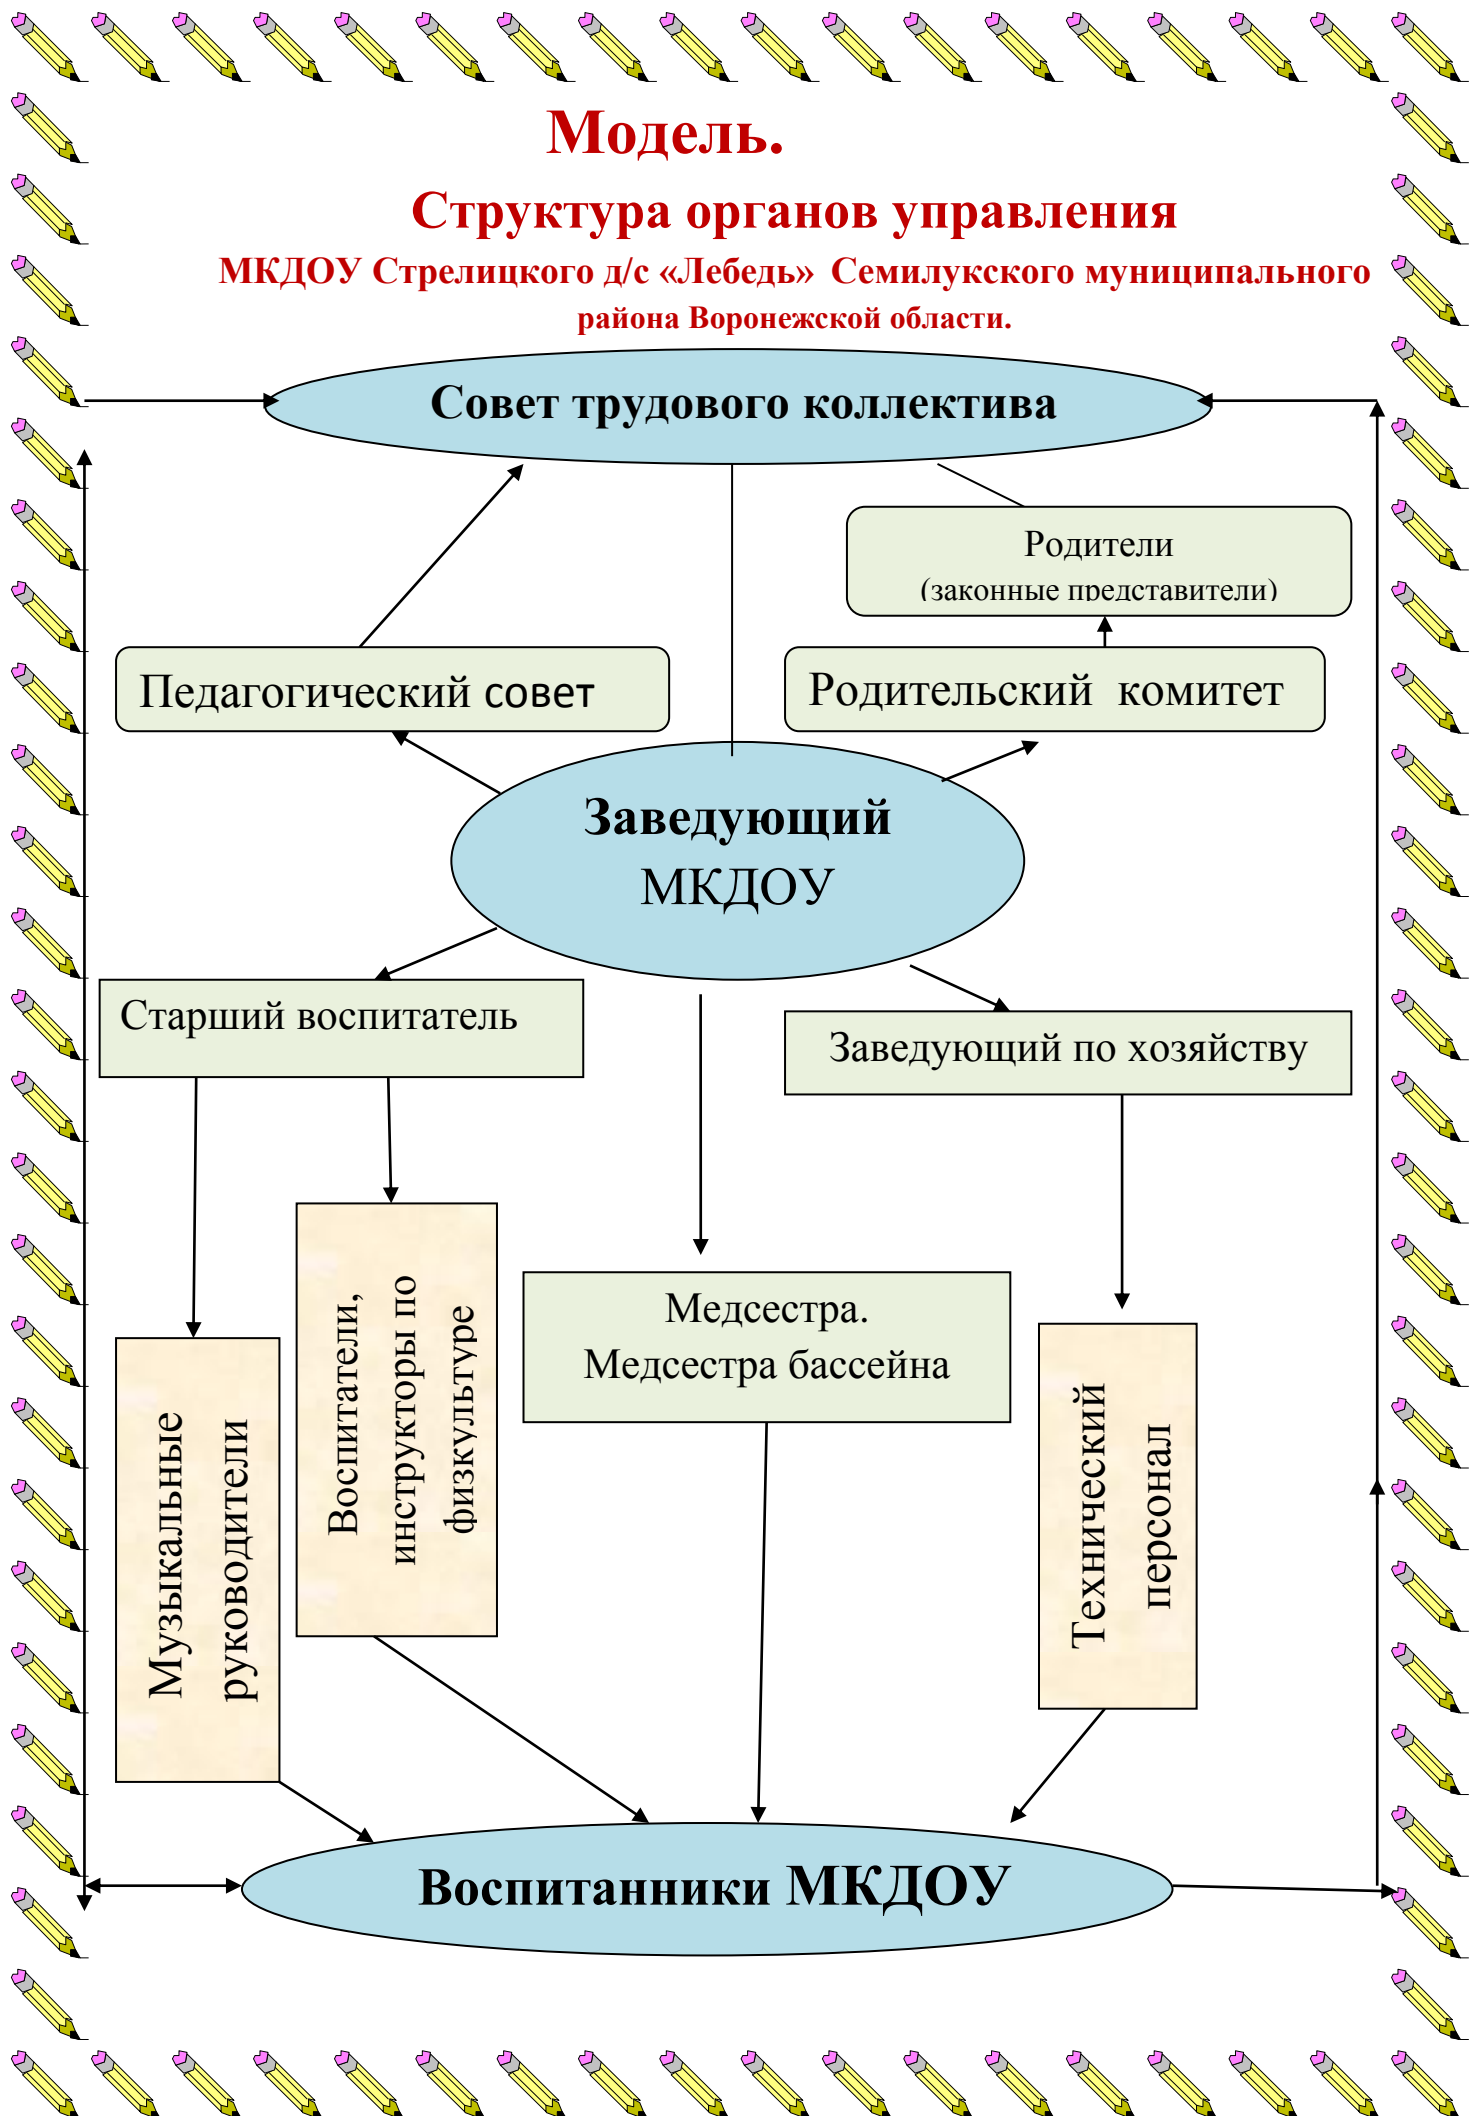 Модель.
Структура органов управления
МКДОУ Стрелицкого д/с «Лебедь» Семилукского муниципального
района Воронежской области.
Совет трудового коллектива
Родители
(законные представители)
Педагогический совет
Родительский комитет
Заведующий
МКДОУ
Старший воспитатель
Заведующий по хозяйству
Воспитатели,
инструкторы по
физкультуре
Медсестра.
Медсестра бассейна
Музыкальные
руководители
Технический
персонал
Воспитанники МКДОУ